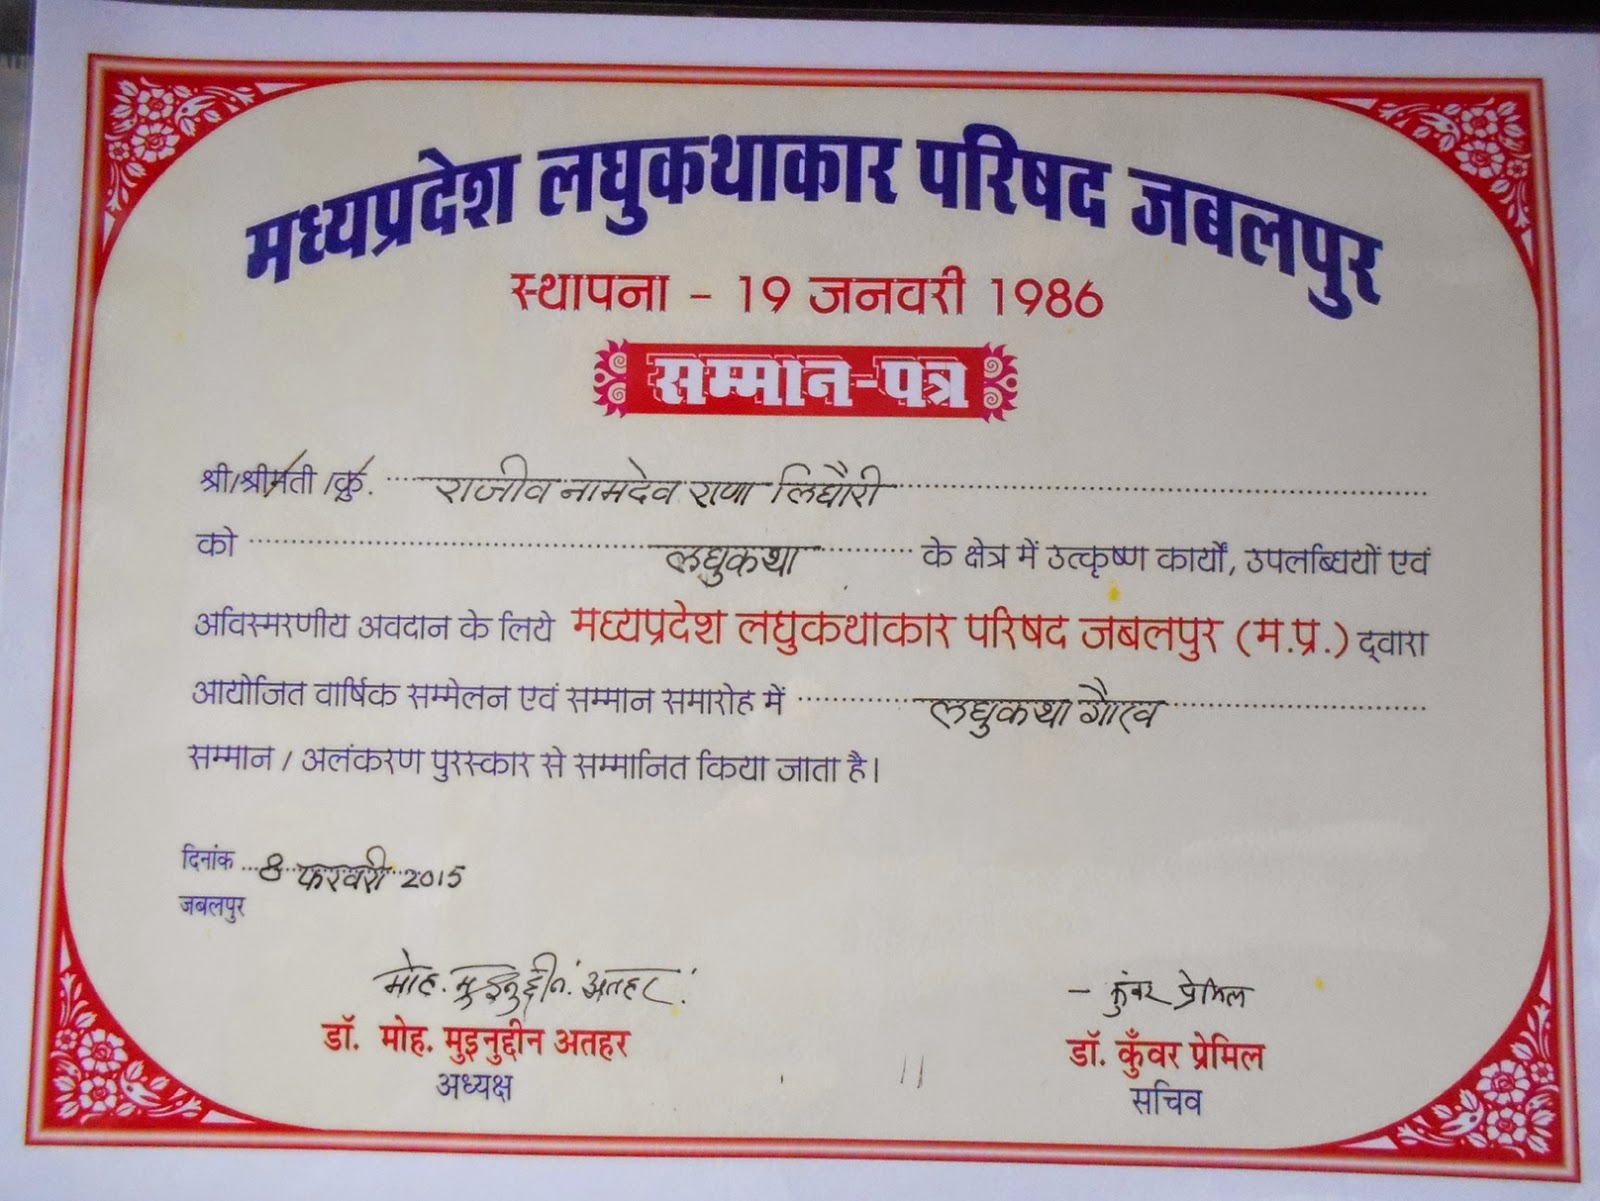 मध्यप्रदेश लघुकथाकार परिषद जबलपुर
स्थापना - 19 जनवरी 1986
सम्मान-पत्र
श्री/श्रीमती /कु. राजीव नामदेव राणा लिधौरी
को लघुकथा के क्षेत्र में उत्कृष्ण कार्यों, उपलब्धियों एवं
अविस्मरणीय अवदान के लिये मध्यप्रदेश लघुकथाकार परिषद जबलपुर (म.प्र.) द्वारा
आयोजित वार्षिक सम्मेलन एवं सम्मान समारोह में लघुकथा गौरव
सम्मान / अलंकरण पुरस्कार से सम्मानित किया जाता है।
दिनांक 8 फरवरी 2015
जबलपुर
मोह. मुइनुद्दीन अतहर
- कुंवर प्रेमिल
डॉ. मोह. मुइनुद्दीन अतहर
डॉ. कुँवर प्रेमिल
अध्यक्ष
सचिव